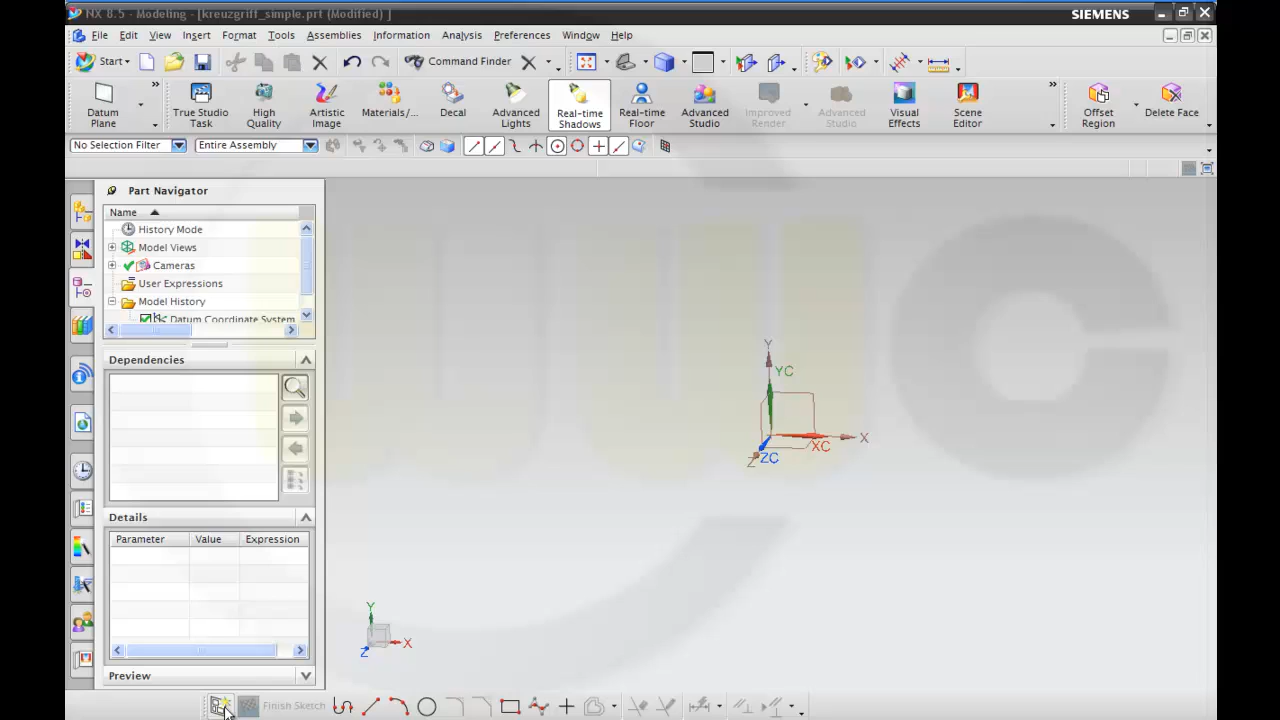 NX 8.5 - Modeling - [kreuzgriff_simple.prt (Modified) ]
SIEMENS
File Edit View Insert Format Tools Assemblies Information Analysis Preferences Window Help
Start
Command Finder
Datum Plane
True Studio Task
High Quality
Artistic Image
Materials/...
Decal
Advanced Lights
Real-time Shadows
Real-time Floor
Advanced Studio
Improved Render
Advanced Studio
Visual Effects
Scene Editor
Offset Region
Delete Face
No Selection Filter
Entire Assembly
Part Navigator
Name
History Mode
Model Views
Cameras
User Expressions
Model History
Datum Coordinate System
Dependencies
Details
Parameter Value Expression
Preview
Y
YC
X
XC
Z
ZC
Y
X
Z
Finish Sketch